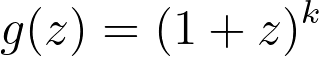 g(z) = (1 + z)^k